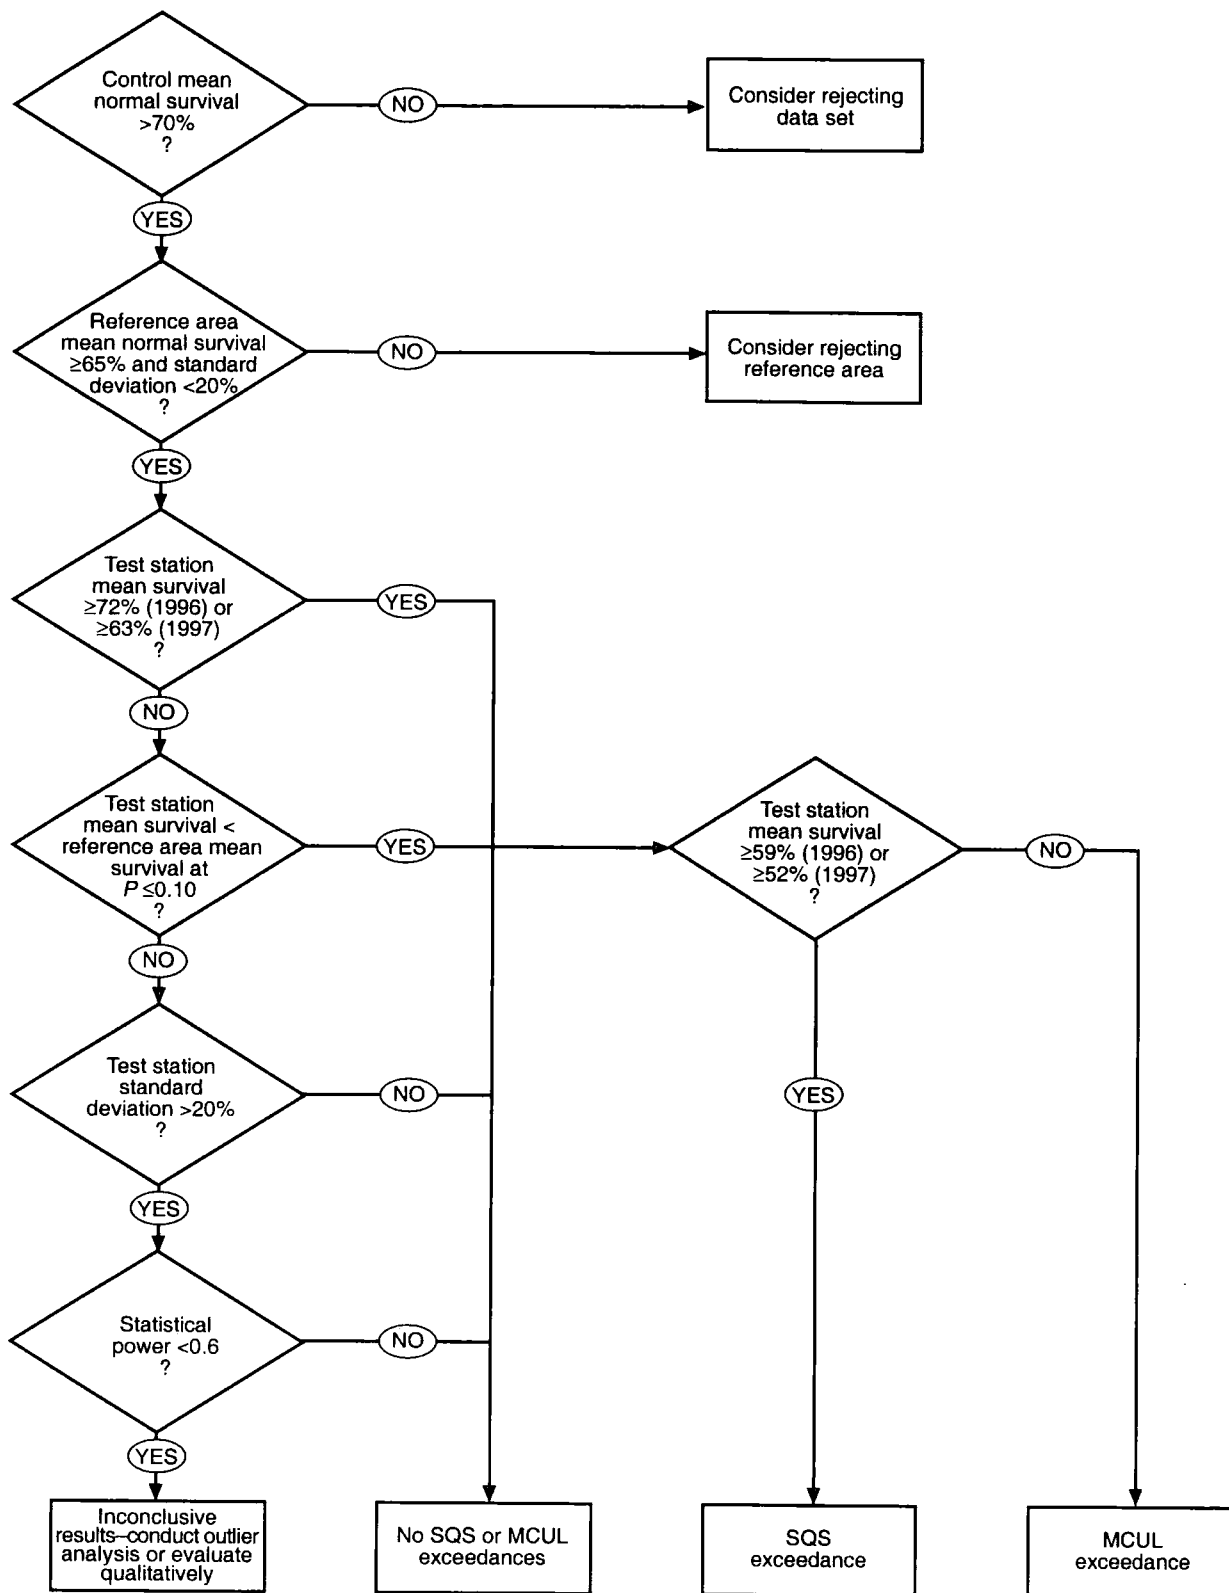 Control mean
normal survival
>70%
?
NO
Consider rejecting
data set
YES
Reference area
mean normal survival
≥65% and standard
deviation <20%
?
NO
Consider rejecting
reference area
YES
Test station
mean survival
≥72% (1996) or
≥63% (1997)
?
YES
NO
Test station
mean survival <
reference area mean
survival at
P ≤0.10
?
YES
Test station
mean survival
≥59% (1996) or
≥52% (1997)
?
NO
NO
Test station
standard
deviation >20%
?
NO
YES
YES
Statistical
power <0.6
?
NO
YES
Inconclusive
results–conduct outlier
analysis or evaluate
qualitatively
No SQS or MCUL
exceedances
SQS
exceedance
MCUL
exceedance